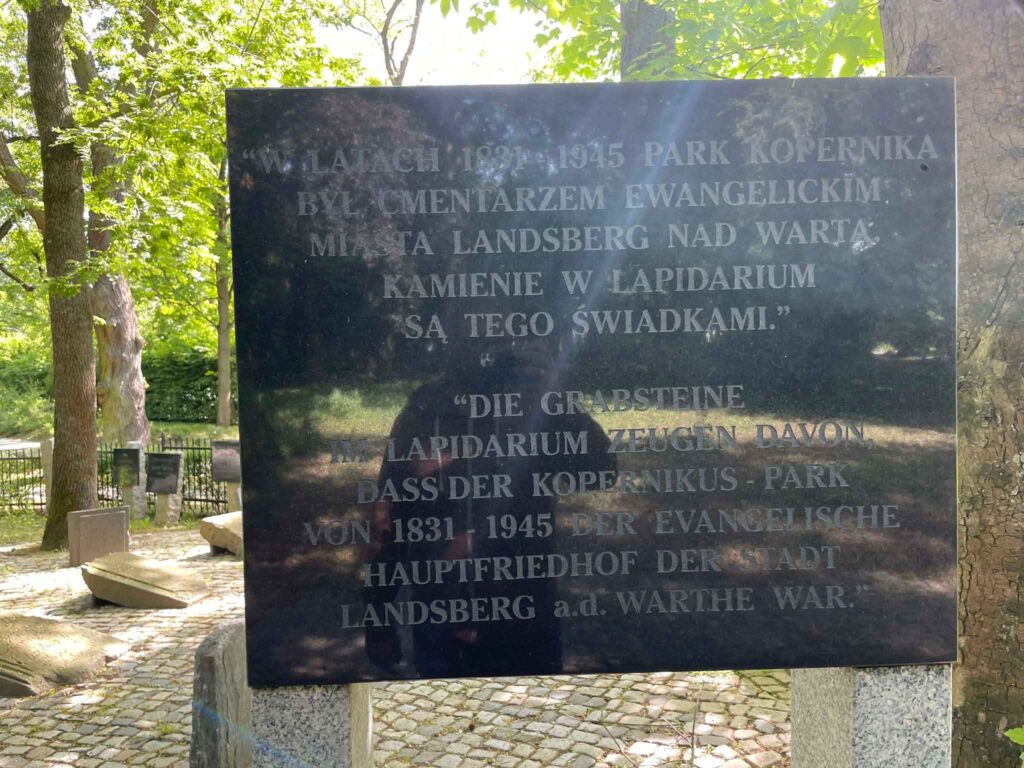 "W LATACH 1831 - 1945 PARK KOPERNIKA
BYŁ CMENTARZEM EWANGELICKIM
MIASTA LANDSBERG NAD WARTĄ.
KAMIENIE W LAPIDARIUM
SĄ TEGO ŚWIADKAMI."
"DIE GRABSTEINE
IM LAPIDARIUM ZEUGEN DAVON,
DASS DER KOPERNIKUS - PARK
VON 1831 - 1945 DER EVANGELISCHE
HAUPTFRIEDHOF DER STADT
LANDSBERG a.d. WARTHE WAR."